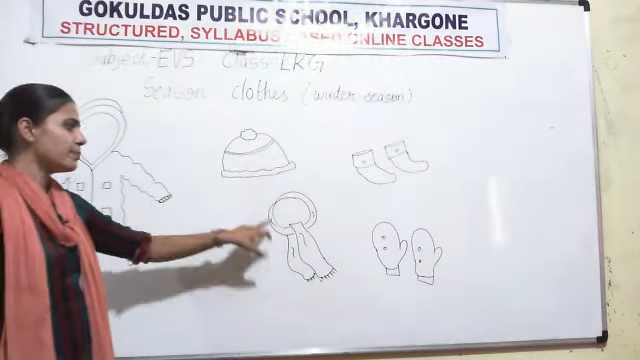 GOKULDAS PUBLIC SCHOOL, KHARGONE
STRUCTURED, SYLLABUS BASED ONLINE CLASSES
Subject-EVS Class-LKG
Season clothes (winter season)